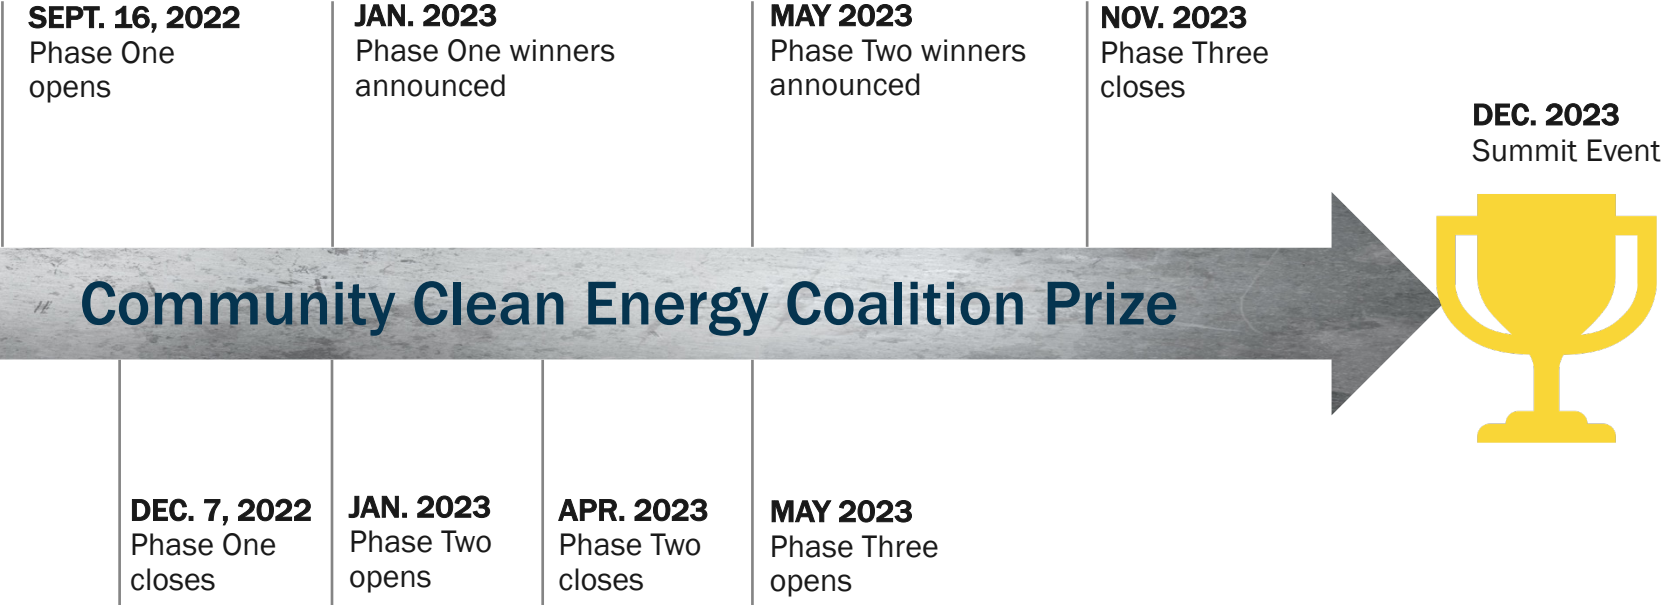 SEPT. 16, 2022
Phase One
opens
JAN. 2023
Phase One winners
announced
MAY 2023
Phase Two winners
announced
NOV. 2023
Phase Three
closes
DEC. 2023
Summit Event
Community Clean Energy Coalition Prize
DEC. 7, 2022
Phase One
closes
JAN. 2023
Phase Two
opens
APR. 2023
Phase Two
closes
MAY 2023
Phase Three
opens